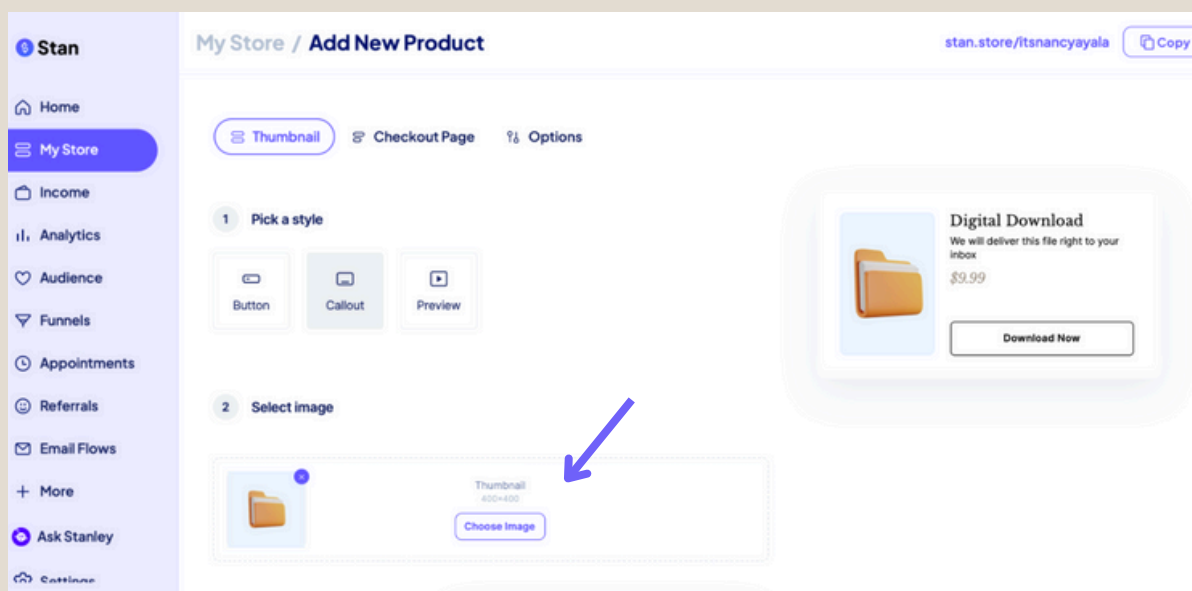 Stan
My Store / Add New Product
stan.store/itsnancyayala
Copy
Home
My Store
Income
Analytics
Audience
Funnels
Appointments
Referrals
Email Flows
More
Ask Stanley
Settings
Thumbnail
Checkout Page
Options
1 Pick a style
Button
Callout
Preview
2 Select image
Thumbnail
400×400
Choose Image
Digital Download
We will deliver this file right to your
inbox
$9.99
Download Now